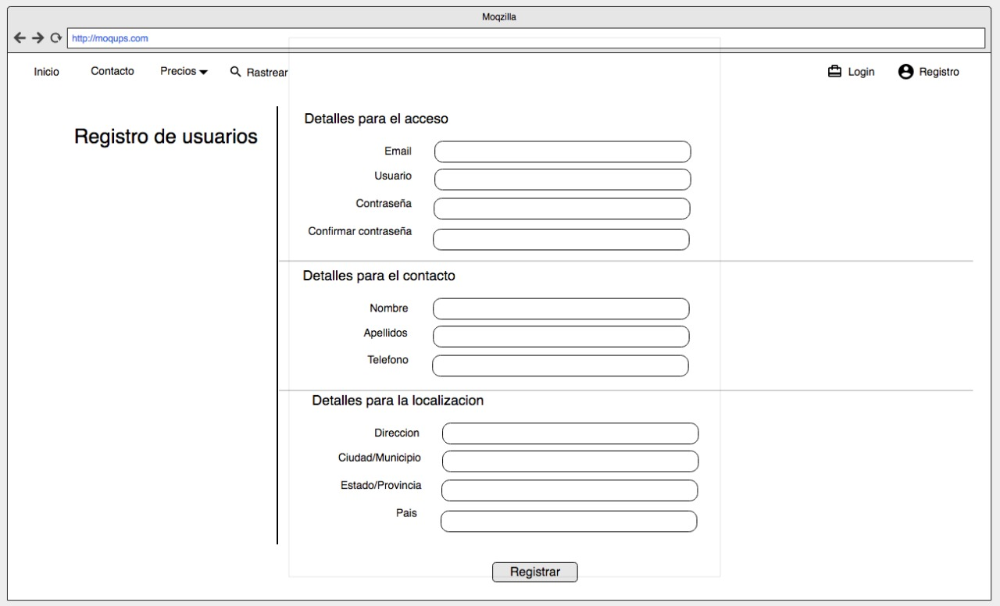 Moqzilla
http://moqups.com
Inicio Contacto Precios Rastrear Login Registro
Registro de usuarios
Detalles para el acceso
Email
Usuario
Contraseña
Confirmar contraseña
Detalles para el contacto
Nombre
Apellidos
Telefono
Detalles para la localizacion
Direccion
Ciudad/Municipio
Estado/Provincia
Pais
Registrar